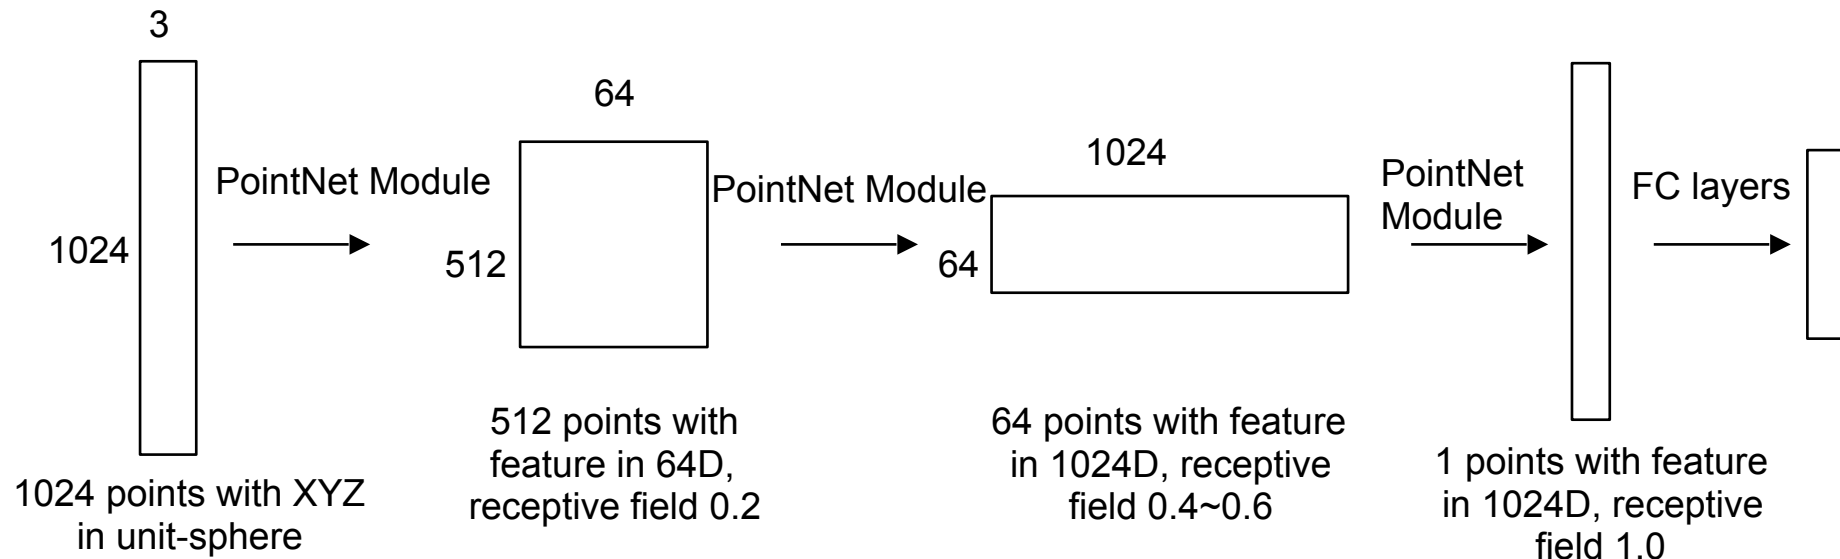 3
1024
1024 points with XYZ
in unit-sphere
PointNet Module
64
512
512 points with
feature in 64D,
receptive field 0.2
PointNet Module
1024
64
64 points with feature
in 1024D, receptive
field 0.4~0.6
PointNet
Module
1 points with feature
in 1024D, receptive
field 1.0
FC layers